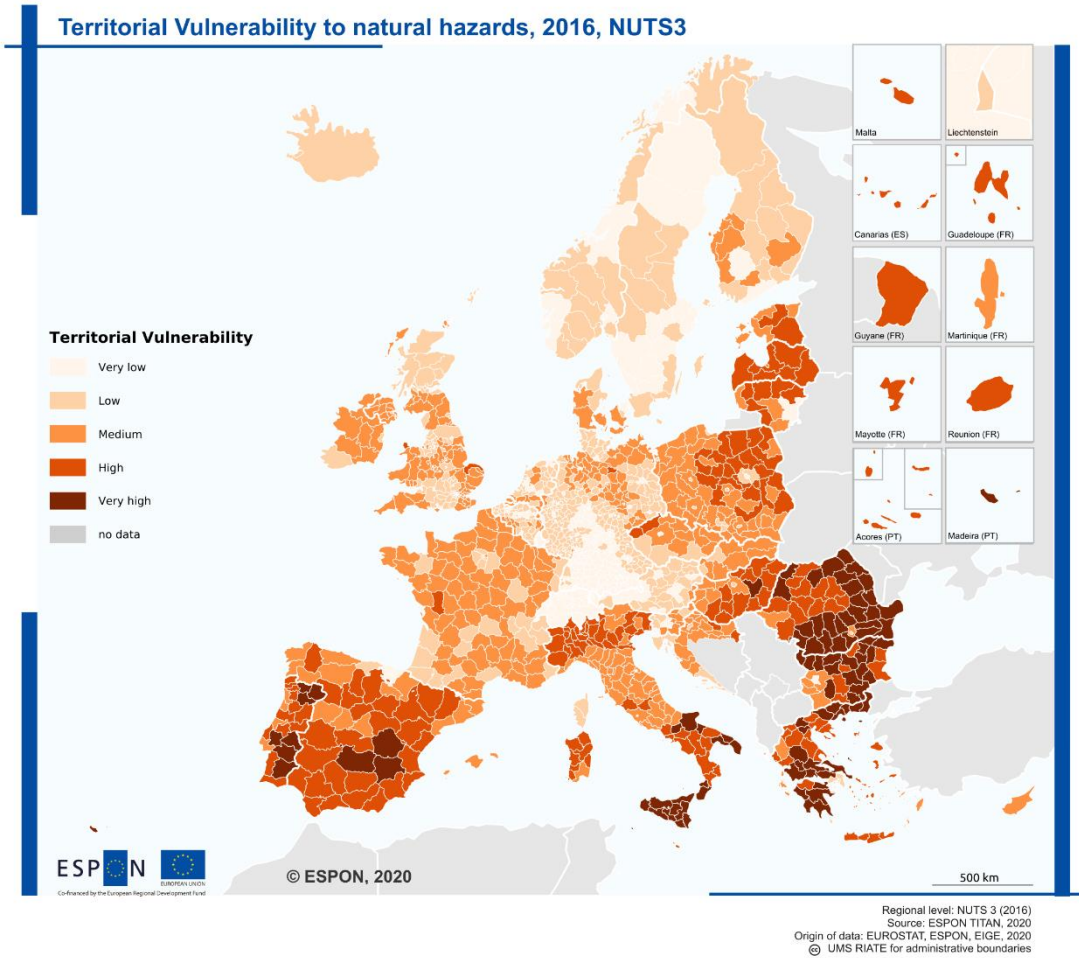 Territorial Vulnerability to natural hazards, 2016, NUTS3
Malta
Liechtenstein
Canarias (ES)
Guadeloupe (FR)
Guyane (FR)
Martinique (FR)
Mayotte (FR)
Reunion (FR)
Acores (PT)
Madeira (PT)
Territorial Vulnerability
Very low
Low
Medium
High
Very high
no data
ESPON
EUROPEAN UNION
Co-financed by the European Regional Development Fund
© ESPON, 2020
500 km
Regional level: NUTS 3 (2016)
Source: ESPON TITAN, 2020
Origin of data: EUROSTAT, ESPON, EIGE, 2020
cc UMS RIATE for administrative boundaries